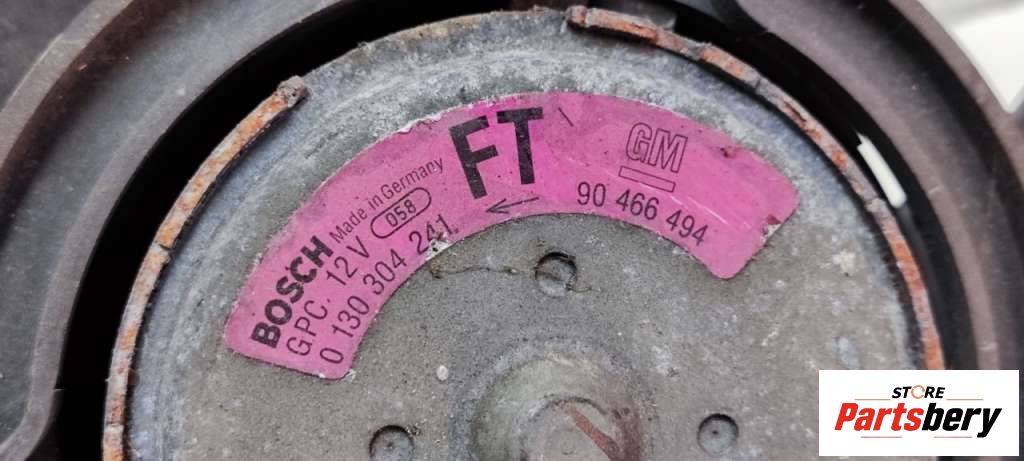 BOSCH Made in Germany
GPC. 12V 058
0 130 304 241
FT
GM
90 466 494
STORE
Partsbery